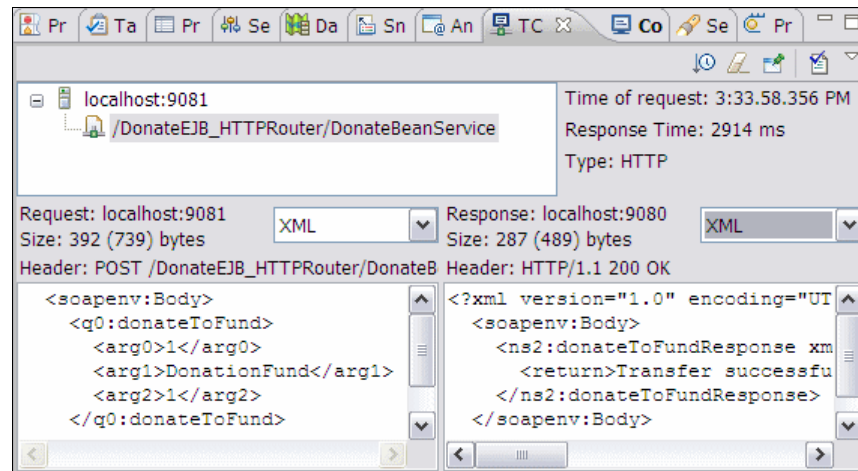 Pr Ta Pr Se Da Sn An TC Co Se Pr
localhost:9081
/DonateEJB_HTTPRouter/DonateBeanService
Time of request: 3:33.58.356 PM
Response Time: 2914 ms
Type: HTTP
Request: localhost:9081
Size: 392 (739) bytes
XML
Header: POST /DonateEJB_HTTPRouter/DonateB
Response: localhost:9080
Size: 287 (489) bytes
XML
Header: HTTP/1.1 200 OK
<soapenv:Body>
<q0:donateToFund>
<arg0>1</arg0>
<arg1>DonationFund</arg1>
<arg2>1</arg2>
</q0:donateToFund>
<?xml version="1.0" encoding="UT
<soapenv:Body>
<ns2:donateToFundResponse xm
<return>Transfer successfu
</ns2:donateToFundResponse>
</soapenv:Body>